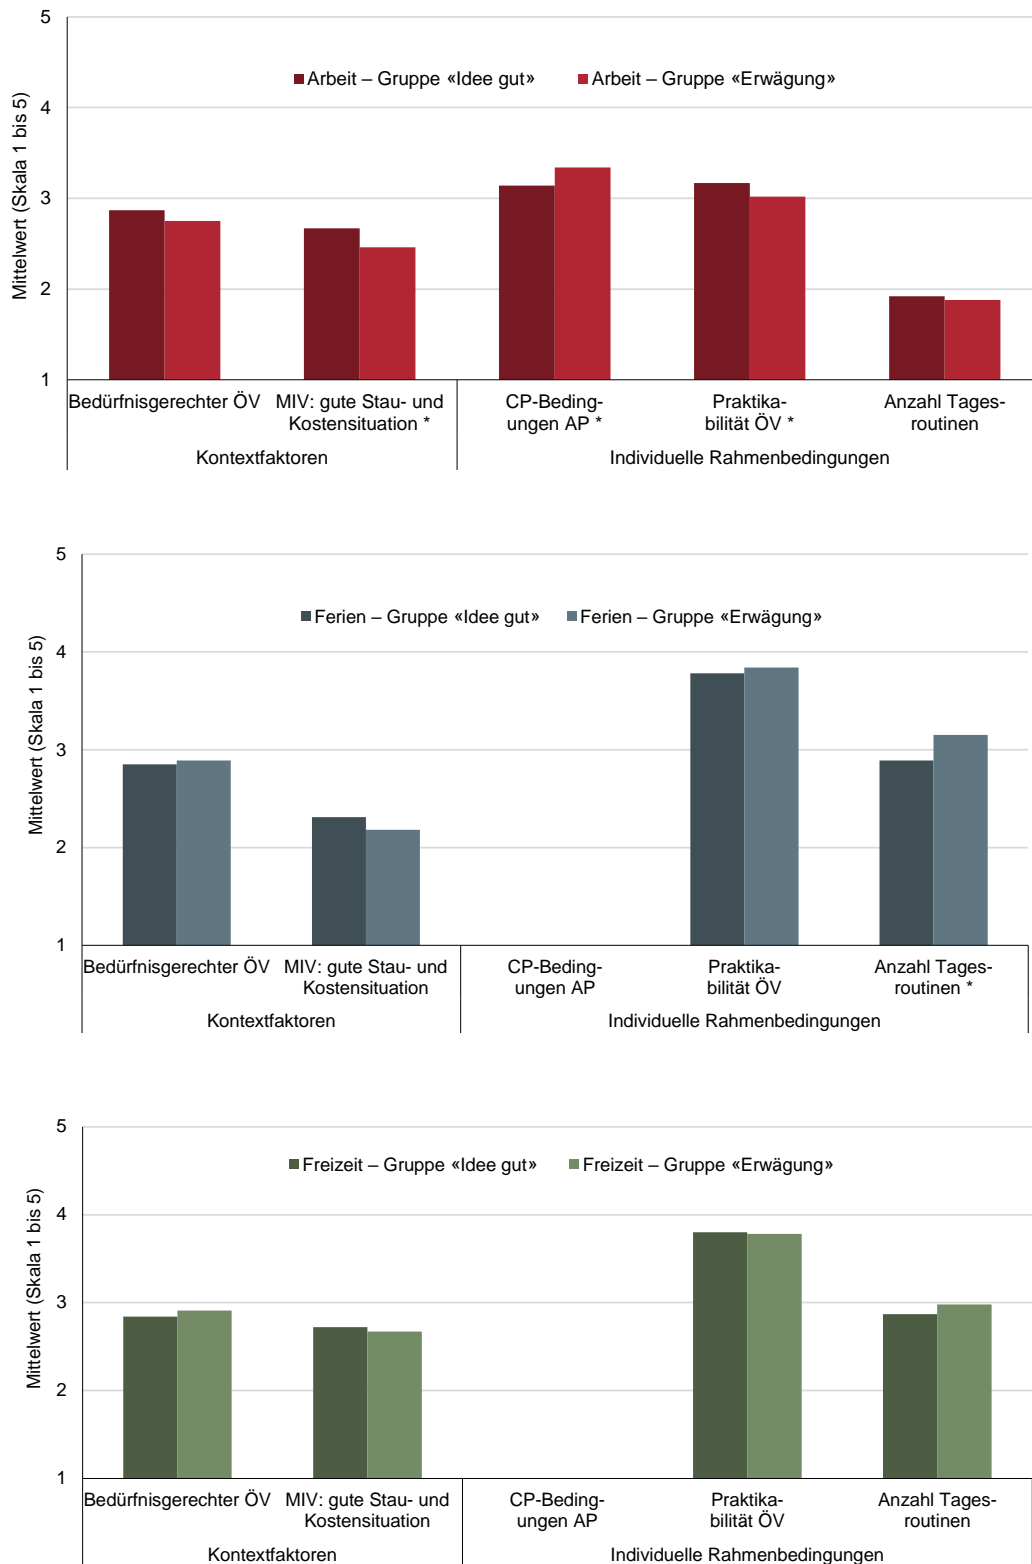 5
Arbeit – Gruppe «Idee gut» Arbeit – Gruppe «Erwägung»
4
3
2
1
Mittelwert (Skala 1 bis 5)
Bedürfnisgerechter ÖV
MIV: gute Stau- und
Kostensituation *
CP-Beding-
ungen AP *
Praktika-
bilität ÖV *
Anzahl Tages-
routinen
Kontextfaktoren
Individuelle Rahmenbedingungen
5
Ferien – Gruppe «Idee gut» Ferien – Gruppe «Erwägung»
4
3
2
1
Mittelwert (Skala 1 bis 5)
Bedürfnisgerechter ÖV
MIV: gute Stau- und
Kostensituation
CP-Beding-
ungen AP
Praktika-
bilität ÖV
Anzahl Tages-
routinen *
Kontextfaktoren
Individuelle Rahmenbedingungen
5
Freizeit – Gruppe «Idee gut» Freizeit – Gruppe «Erwägung»
4
3
2
1
Mittelwert (Skala 1 bis 5)
Bedürfnisgerechter ÖV
MIV: gute Stau- und
Kostensituation
CP-Beding-
ungen AP
Praktika-
bilität ÖV
Anzahl Tages-
routinen
Kontextfaktoren
Individuelle Rahmenbedingungen